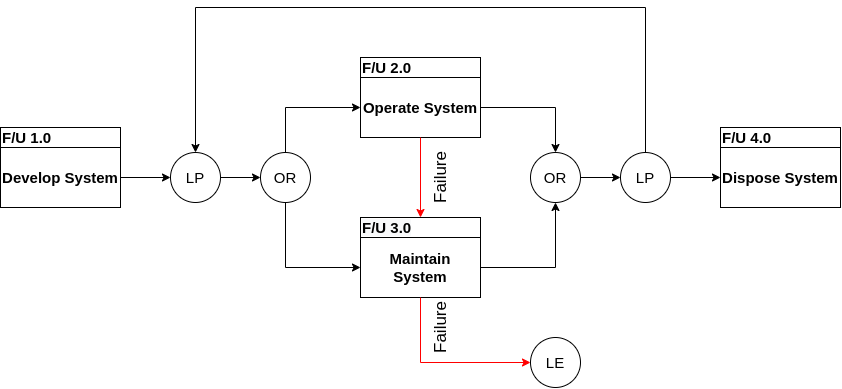 F/U 1.0
Develop System
LP
OR
F/U 2.0
Operate System
Failure
F/U 3.0
Maintain
System
Failure
OR
LP
LE
F/U 4.0
Dispose System